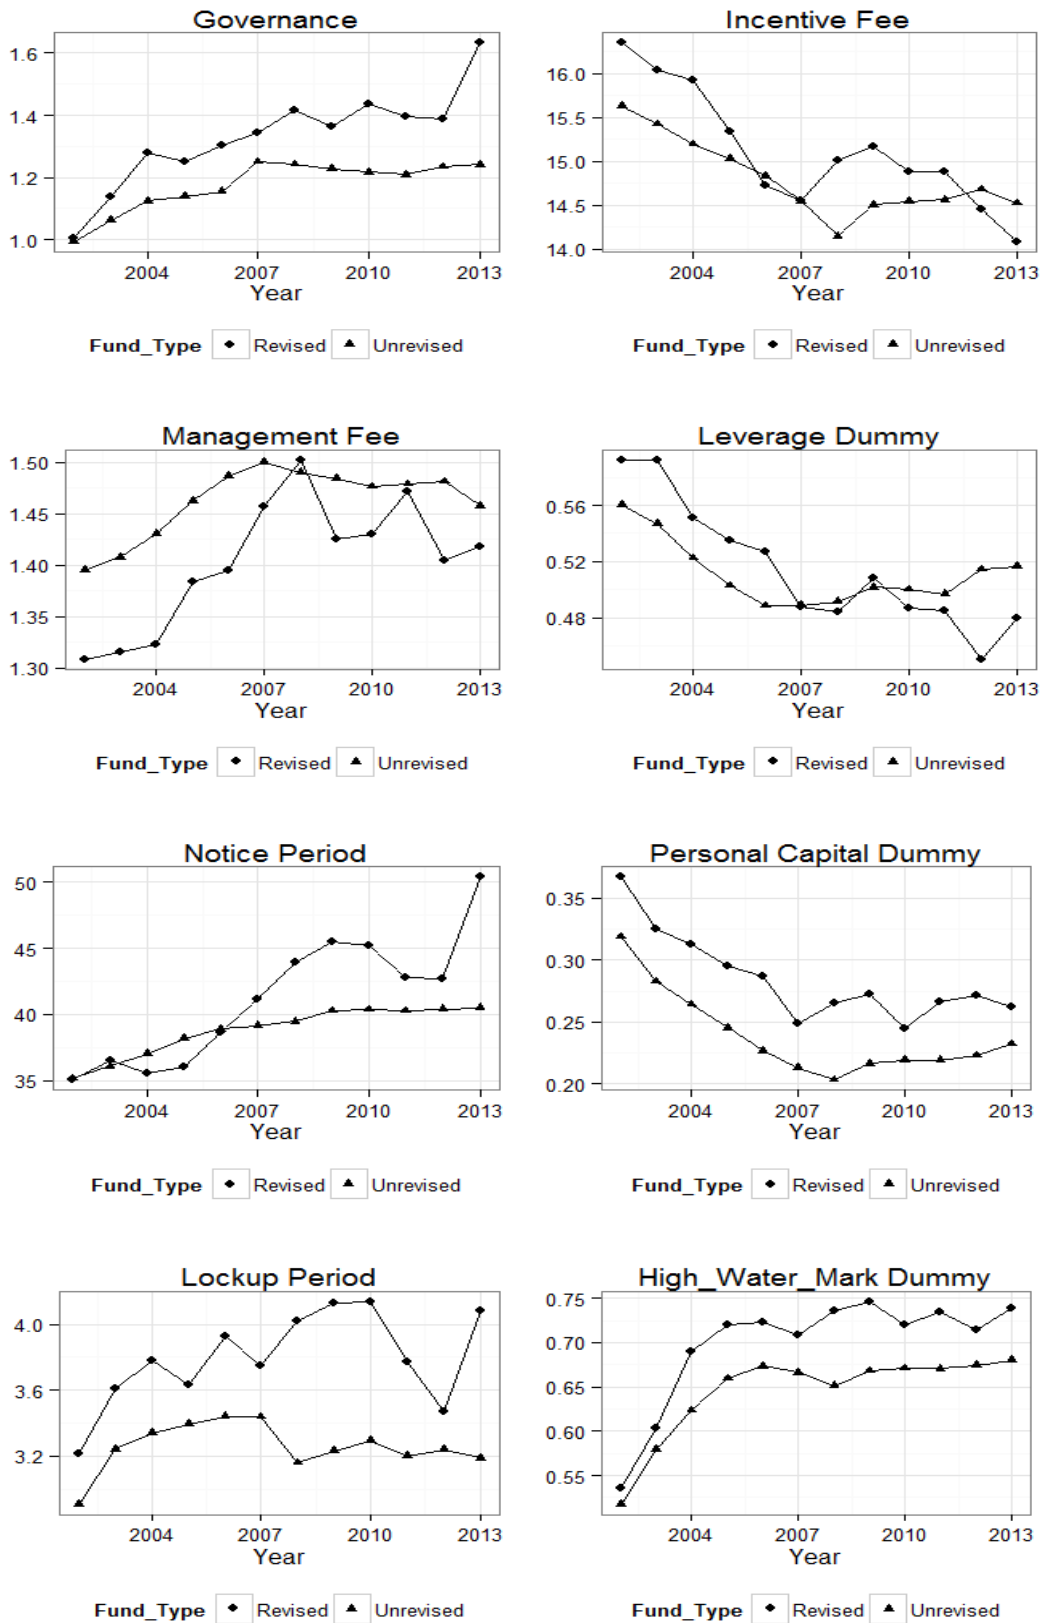 Governance
1.6
1.4
1.2
1.0
2004 2007 2010 2013
Year
Fund_Type Revised Unrevised
Incentive Fee
16.0
15.5
15.0
14.5
14.0
2004 2007 2010 2013
Year
Fund_Type Revised Unrevised
Management Fee
1.50
1.45
1.40
1.35
1.30
2004 2007 2010 2013
Year
Fund_Type Revised Unrevised
Leverage Dummy
0.56
0.52
0.48
2004 2007 2010 2013
Year
Fund_Type Revised Unrevised
Notice Period
50
45
40
35
2004 2007 2010 2013
Year
Fund_Type Revised Unrevised
Personal Capital Dummy
0.35
0.30
0.25
0.20
2004 2007 2010 2013
Year
Fund_Type Revised Unrevised
Lockup Period
4.0
3.6
3.2
2004 2007 2010 2013
Year
Fund_Type Revised Unrevised
High_Water_Mark Dummy
0.75
0.70
0.65
0.60
0.55
2004 2007 2010 2013
Year
Fund_Type Revised Unrevised